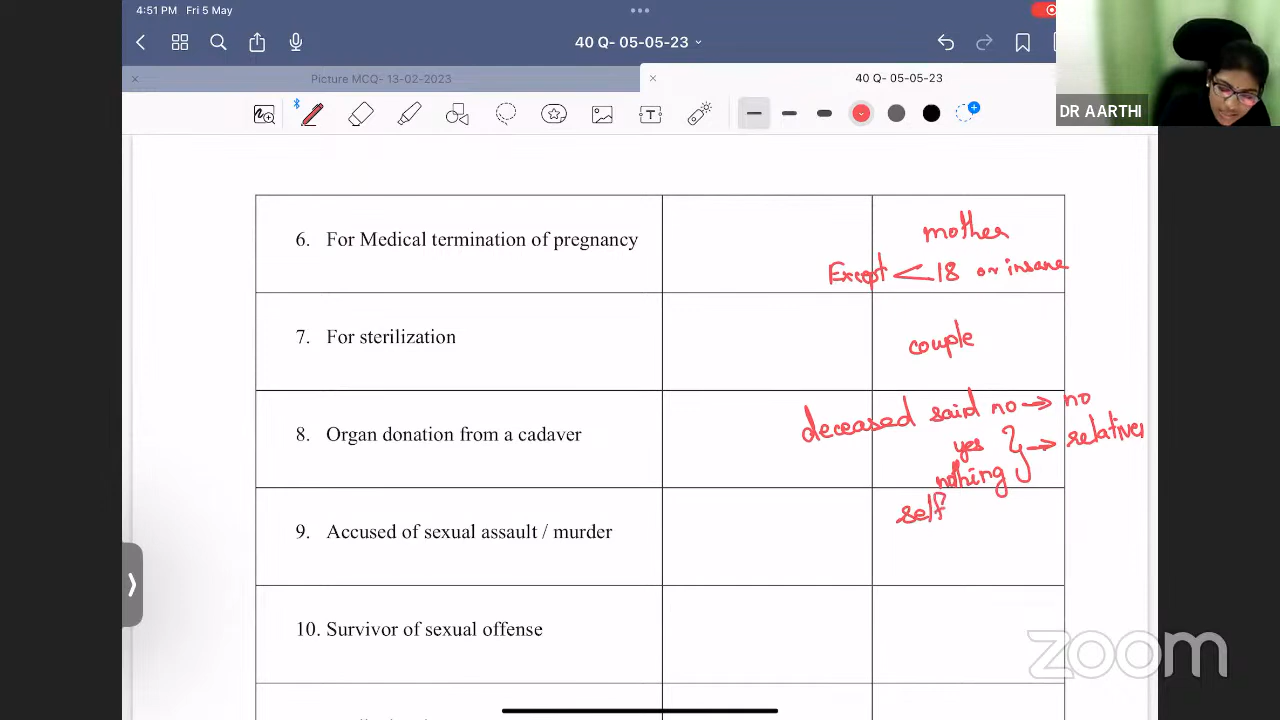 4:51 PM Fri 5 May
40 Q- 05-05-23
Picture MCQ- 13-02-2023
40 Q- 05-05-23
DR AARTHI
6. For Medical termination of pregnancy
mother
Except < 18 or insane
7. For sterilization
couple
8. Organ donation from a cadaver
deceased said no → no
yes } → relatives
nothing
9. Accused of sexual assault / murder
self
10. Survivor of sexual offense
zoom